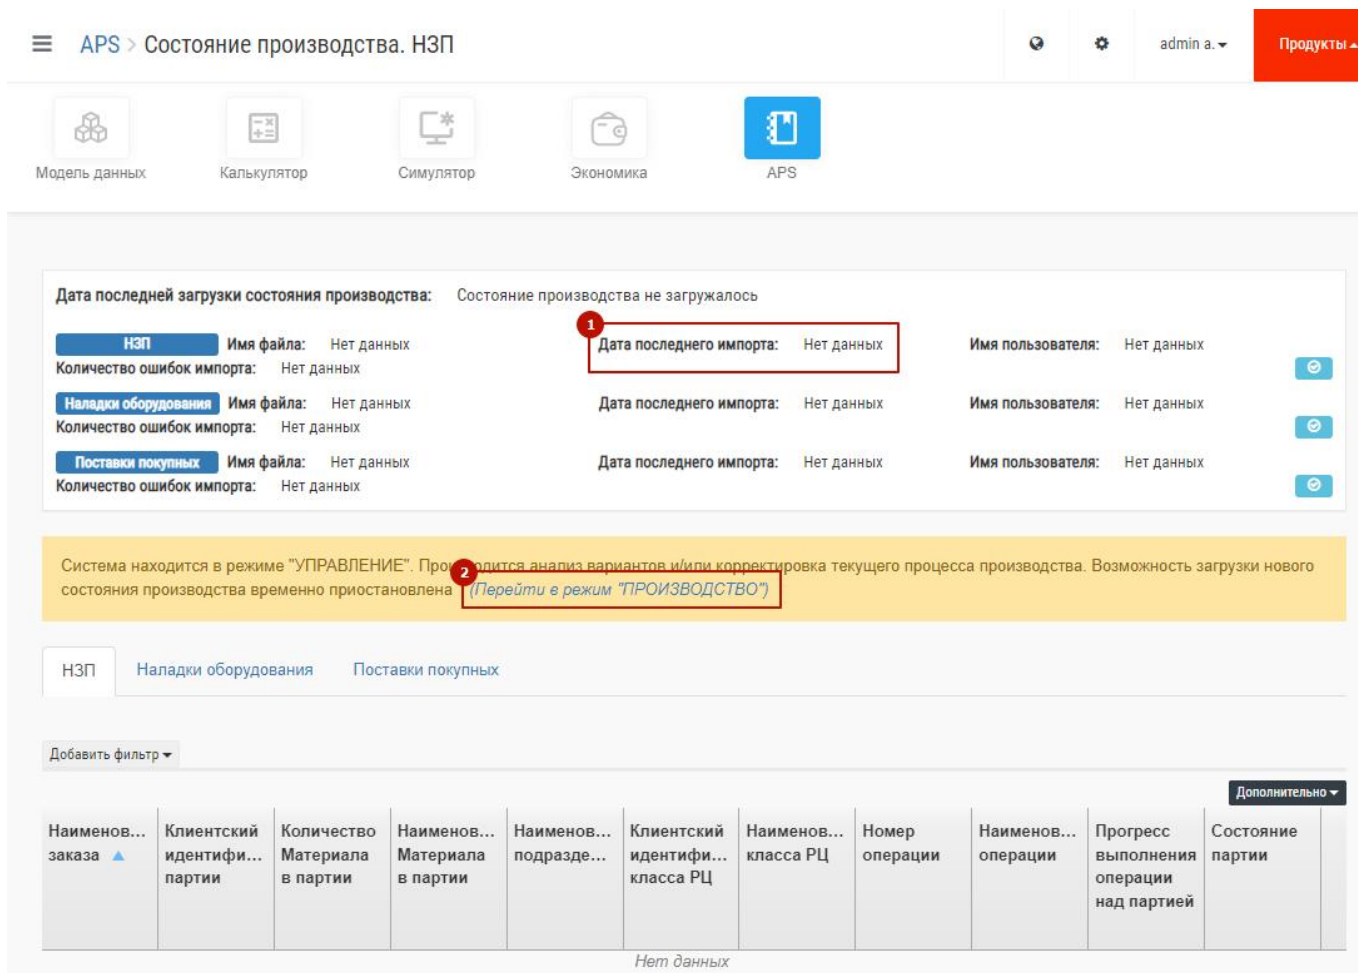 APS > Состояние производства. НЗП
admin a.
Продукты
Модель данных
Калькулятор
Симулятор
Экономика
APS
Дата последней загрузки состояния производства: Состояние производства не загружалось
1
НЗП Имя файла: Нет данных Дата последнего импорта: Нет данных Имя пользователя: Нет данных
Количество ошибок импорта: Нет данных
Наладки оборудования Имя файла: Нет данных Дата последнего импорта: Нет данных Имя пользователя: Нет данных
Количество ошибок импорта: Нет данных
Поставки покупных Имя файла: Нет данных Дата последнего импорта: Нет данных Имя пользователя: Нет данных
Количество ошибок импорта: Нет данных
Система находится в режиме "УПРАВЛЕНИЕ". Производится анализ вариантов и/или корректировка текущего процесса производства. Возможность загрузки нового
2
состояния производства временно приостановлена (Перейти в режим "ПРОИЗВОДСТВО")
НЗП Наладки оборудования Поставки покупных
Добавить фильтр
Дополнительно
Наименов... Клиентский Количество Наименов... Наименов... Клиентский Наименов... Номер Наименов... Прогресс Состояние
заказа идентифи... Материала Материала подразде... идентифи... класса РЦ операции операции выполнения партии
партии в партии в партии класса РЦ операции
над партией
Нет данных